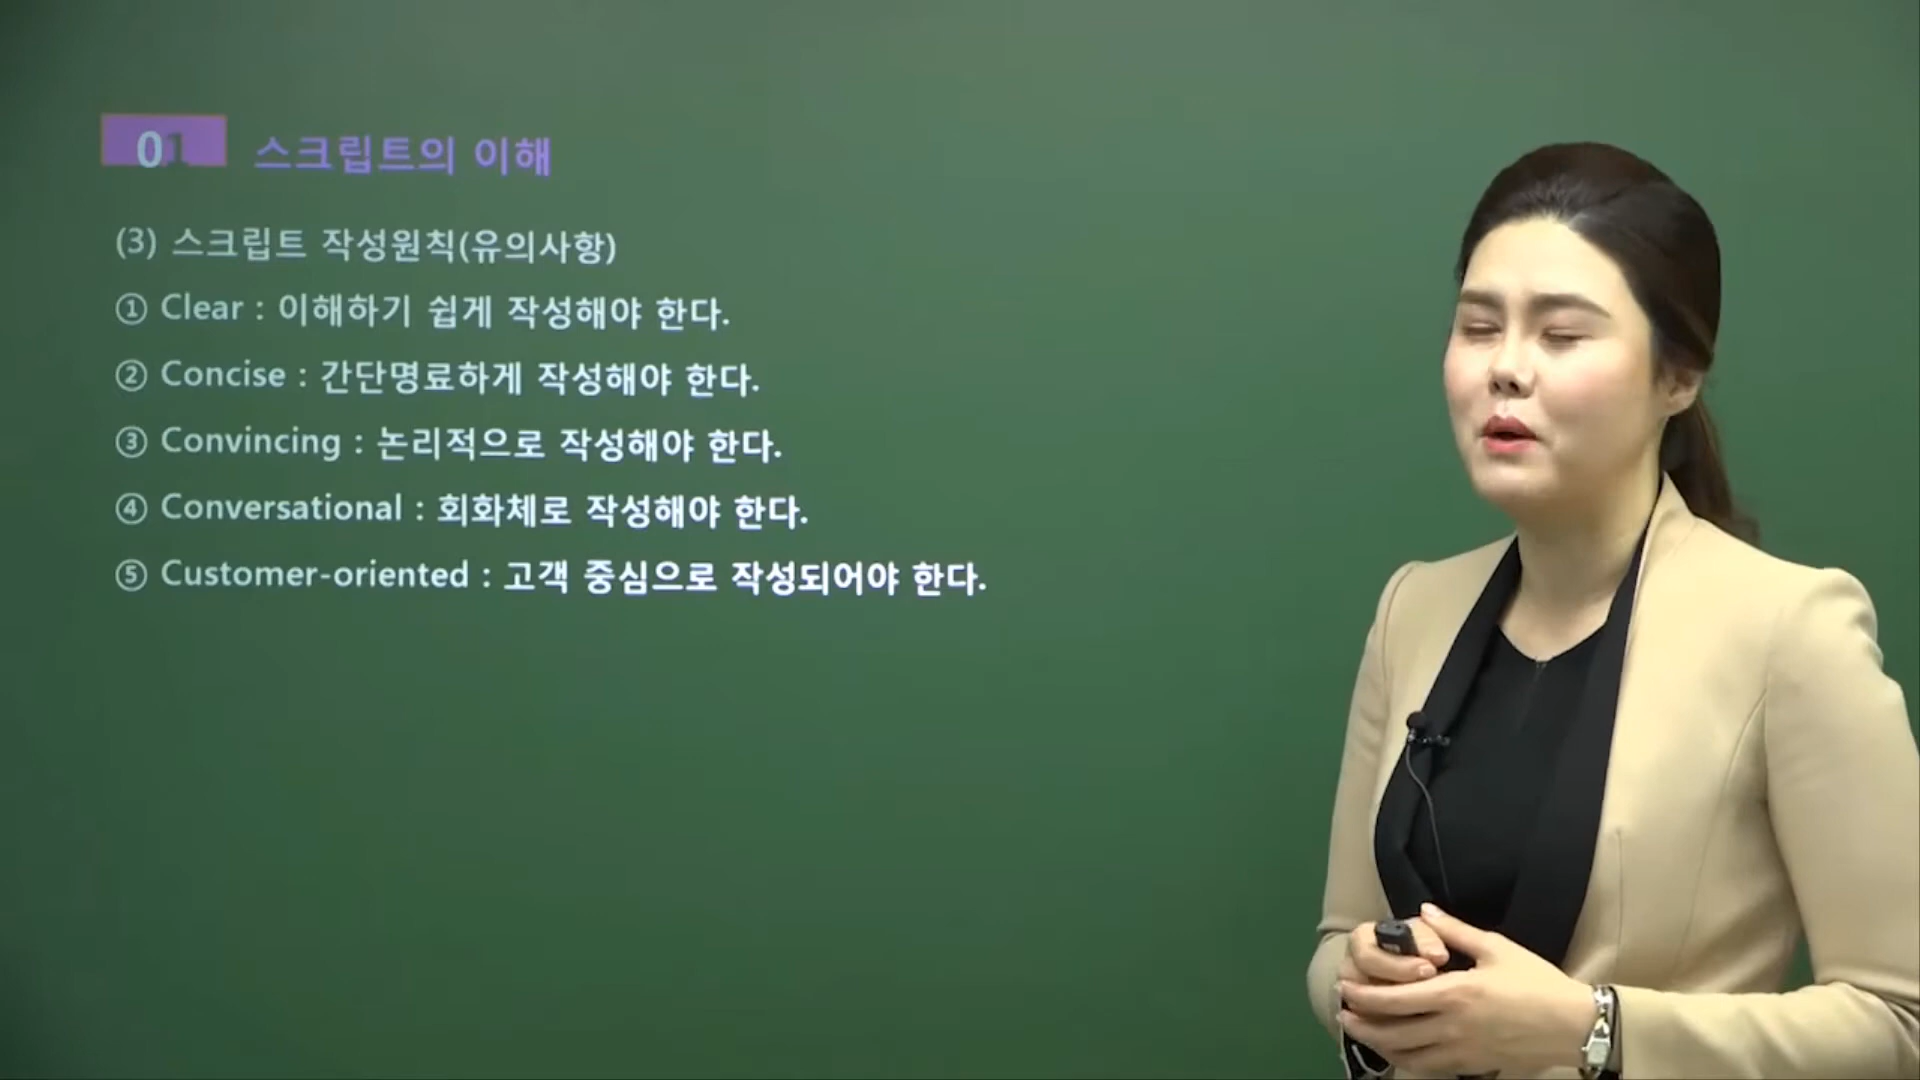 01 스크립트의 이해
(3) 스크립트 작성원칙(유의사항)
① Clear : 이해하기 쉽게 작성해야 한다.
② Concise : 간단명료하게 작성해야 한다.
③ Convincing : 논리적으로 작성해야 한다.
④ Conversational : 회화체로 작성해야 한다.
⑤ Customer-oriented : 고객 중심으로 작성되어야 한다.